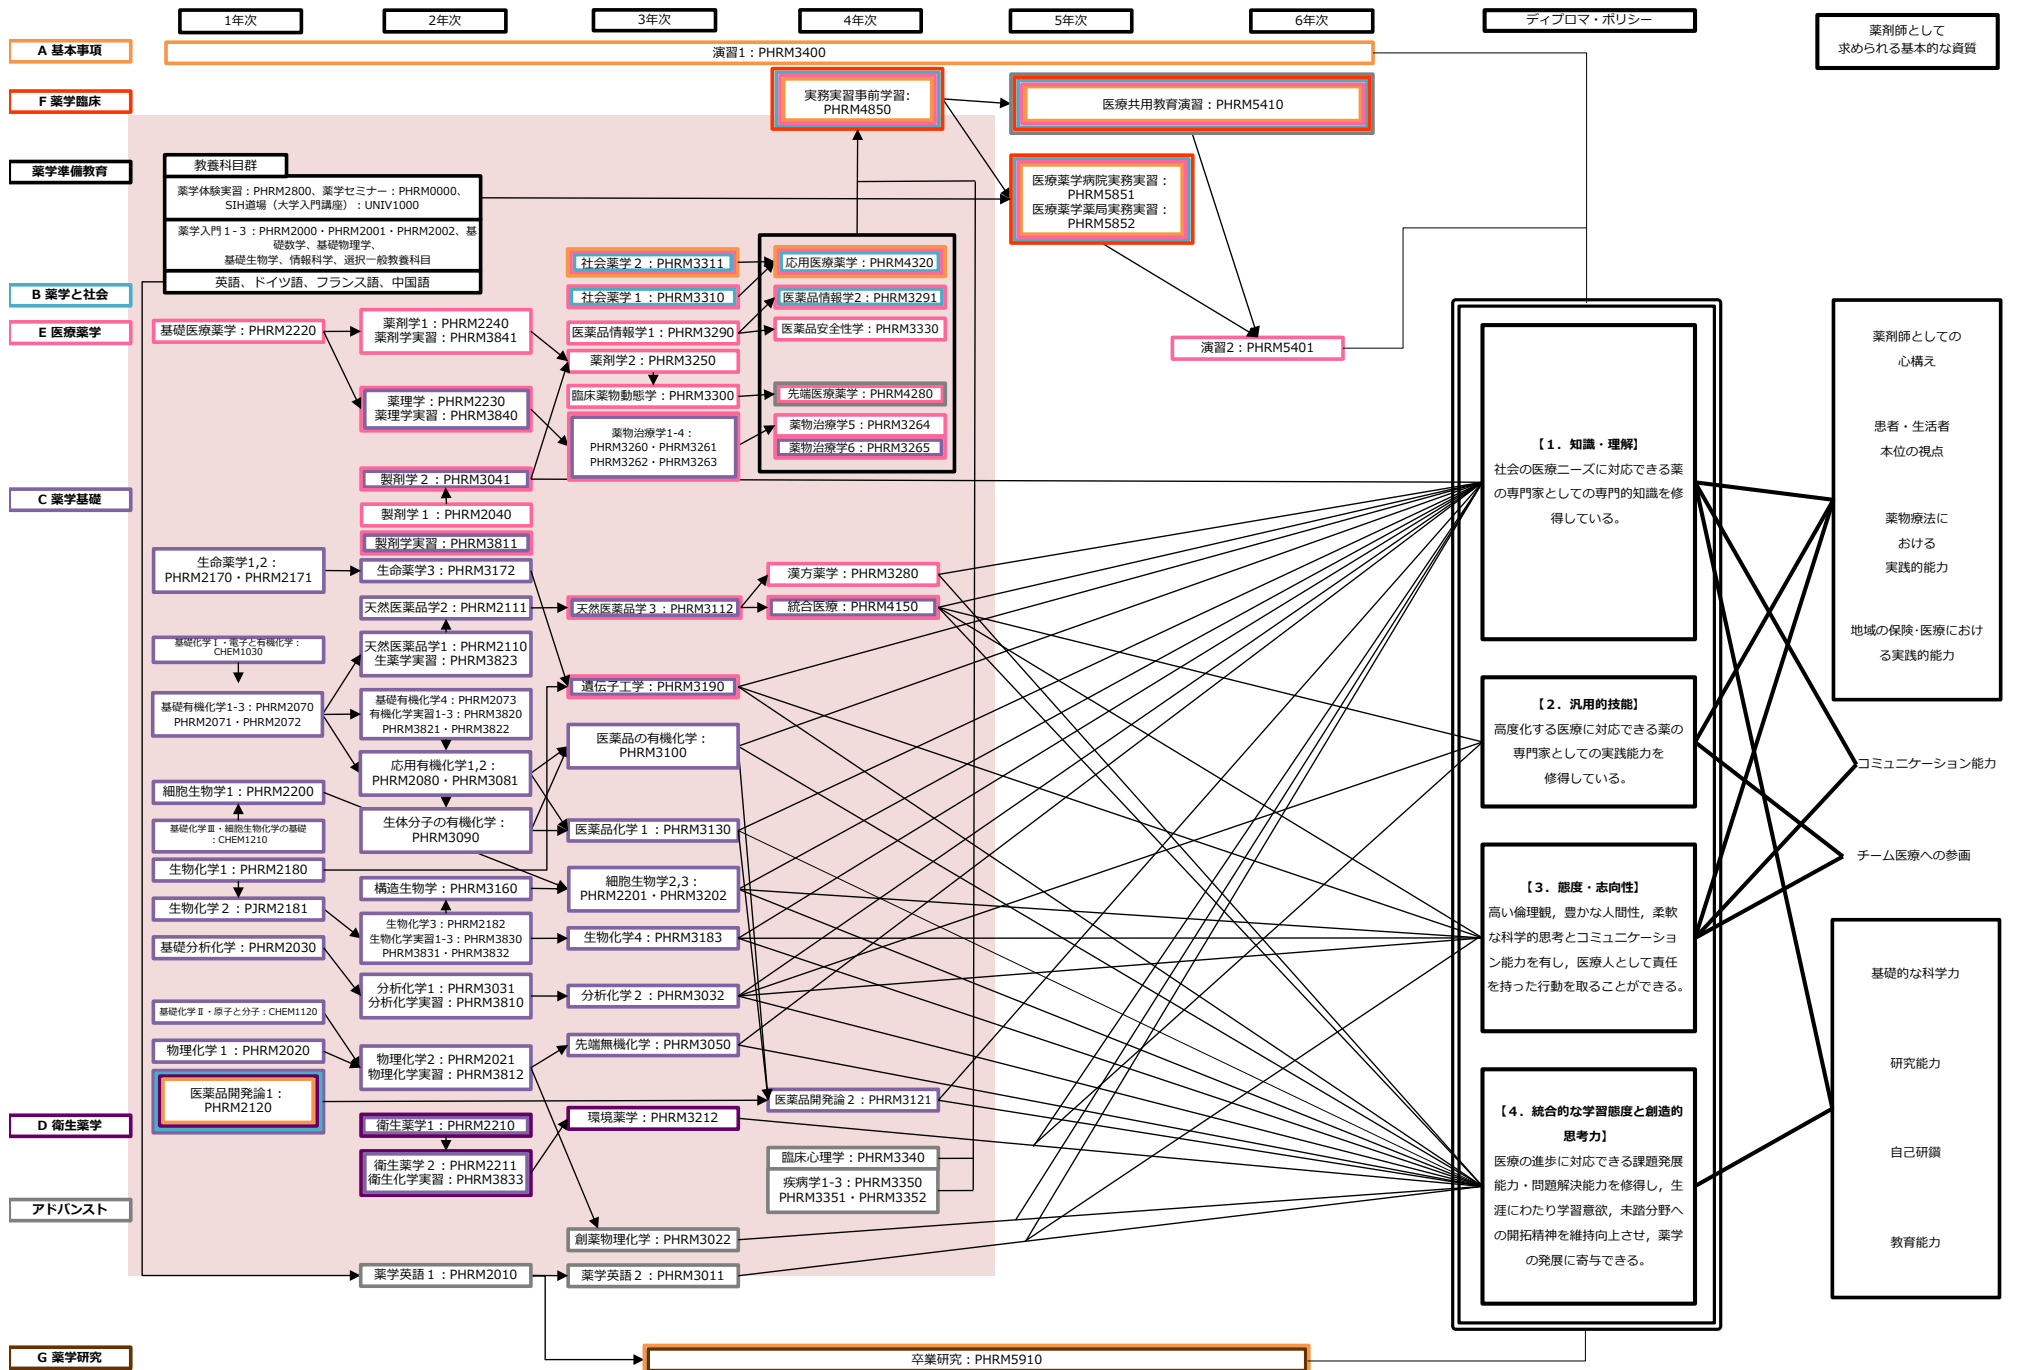 1年次
2年次
3年次
4年次
5年次
6年次
ディプロマ・ポリシー
薬剤師として
求められる基本的な資質
A 基本事項
演習1：PHRM3400
F 薬学臨床
実務実習事前学習：
PHRM4850
医療共用教育演習：PHRM5410
薬学準備教育
教養科目群
薬学体験実習：PHRM2800、薬学セミナー：PHRM0000、
SIH道場（大学入門講座）：UNIV1000
薬学入門１-３：PHRM2000・PHRM2001・PHRM2002、基
礎数学、基礎物理学、
基礎生物学、情報科学、選択一般教養科目
英語、ドイツ語、フランス語、中国語
医療薬学病院実務実習：
PHRM5851
医療薬学薬局実務実習：
PHRM5852
B 薬学と社会
社会薬学２：PHRM3311
応用医療薬学：PHRM4320
社会薬学１：PHRM3310
医薬品情報学2：PHRM3291
E 医療薬学
基礎医療薬学：PHRM2220
薬剤学1：PHRM2240
薬剤学実習：PHRM3841
医薬品情報学1：PHRM3290
医薬品安全性学：PHRM3330
薬剤学2：PHRM3250
演習2：PHRM5401
薬理学：PHRM2230
薬理学実習：PHRM3840
臨床薬物動態学：PHRM3300
先端医療薬学：PHRM4280
薬物治療学1-4：
PHRM3260・PHRM3261
PHRM3262・PHRM3263
薬物治療学5：PHRM3264
薬物治療学6：PHRM3265
C 薬学基礎
製剤学２：PHRM3041
製剤学１：PHRM2040
製剤学実習：PHRM3811
生命薬学1,2：
PHRM2170・PHRM2171
生命薬学3：PHRM3172
漢方薬学：PHRM3280
天然医薬品学2：PHRM2111
天然医薬品学３：PHRM3112
統合医療：PHRM4150
基礎化学Ⅰ・電子と有機化学：
CHEM1030
天然医薬品学1：PHRM2110
生薬学実習：PHRM3823
遺伝子工学：PHRM3190
基礎有機化学1-3：PHRM2070
PHRM2071・PHRM2072
基礎有機化学4：PHRM2073
有機化学実習1-3：PHRM3820
PHRM3821・PHRM3822
医薬品の有機化学：
PHRM3100
応用有機化学1,2：
PHRM2080・PHRM3081
細胞生物学1：PHRM2200
基礎化学Ⅲ・細胞生物化学の基礎
：CHEM1210
生体分子の有機化学：
PHRM3090
医薬品化学１：PHRM3130
生物化学1：PHRM2180
構造生物学：PHRM3160
細胞生物学2,3：
PHRM2201・PHRM3202
生物化学２：PJRM2181
生物化学3：PHRM2182
生物化学実習1-3：PHRM3830
PHRM3831・PHRM3832
生物化学4：PHRM3183
基礎分析化学：PHRM2030
分析化学1：PHRM3031
分析化学実習：PHRM3810
分析化学２：PHRM3032
基礎化学Ⅱ・原子と分子：CHEM1120
物理化学１：PHRM2020
物理化学2：PHRM2021
物理化学実習：PHRM3812
先端無機化学：PHRM3050
医薬品開発論1：
PHRM2120
医薬品開発論２：PHRM3121
D 衛生薬学
衛生薬学1：PHRM2210
環境薬学：PHRM3212
衛生薬学２：PHRM2211
衛生化学実習：PHRM3833
臨床心理学：PHRM3340
疾病学1-3：PHRM3350
PHRM3351・PHRM3352
アドバンスト
創薬物理化学：PHRM3022
薬学英語１：PHRM2010
薬学英語２：PHRM3011
G 薬学研究
卒業研究：PHRM5910
【１．知識・理解】
社会の医療ニーズに対応できる薬
の専門家としての専門的知識を修
得している。
【２．汎用的技能】
高度化する医療に対応できる薬の
専門家としての実践能力を
修得している。
【３．態度・志向性】
高い倫理観，豊かな人間性，柔軟
な科学的思考とコミュニケーショ
ン能力を有し，医療人として責任
を持った行動を取ることができる。
【４．統合的な学習態度と創造的
思考力】
医療の進歩に対応できる課題発展
能力・問題解決能力を修得し，生
涯にわたり学習意欲，未踏分野へ
の開拓精神を維持向上させ，薬学
の発展に寄与できる。
薬剤師としての
心構え
患者・生活者
本位の視点
薬物療法に
おける
実践的能力
地域の保険・医療におけ
る実践的能力
コミュニケーション能力
チーム医療への参画
基礎的な科学力
研究能力
自己研鑽
教育能力